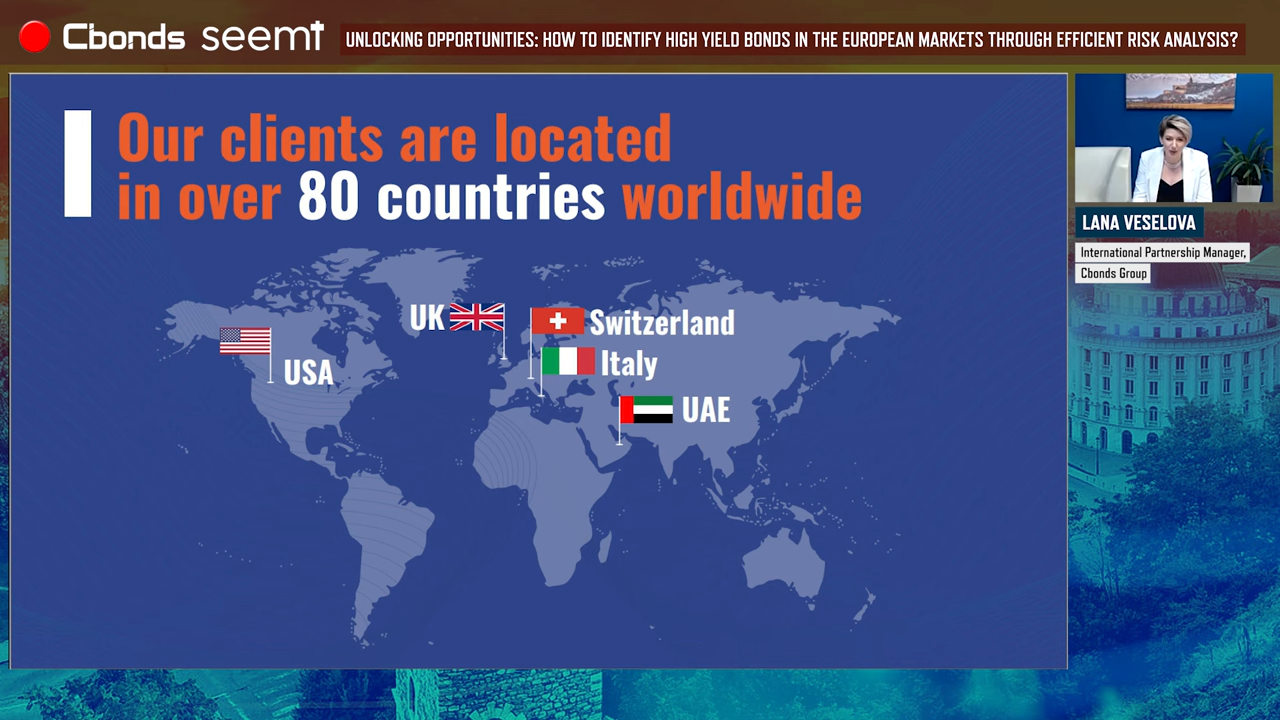 Cbonds seemt UNLOCKING OPPORTUNITIES: HOW TO IDENTIFY HIGH YIELD BONDS IN THE EUROPEAN MARKETS THROUGH EFFICIENT RISK ANALYSIS?
Our clients are located
in over 80 countries worldwide
UK
Switzerland
USA
Italy
UAE
LANA VESELOVA
International Partnership Manager,
Cbonds Group